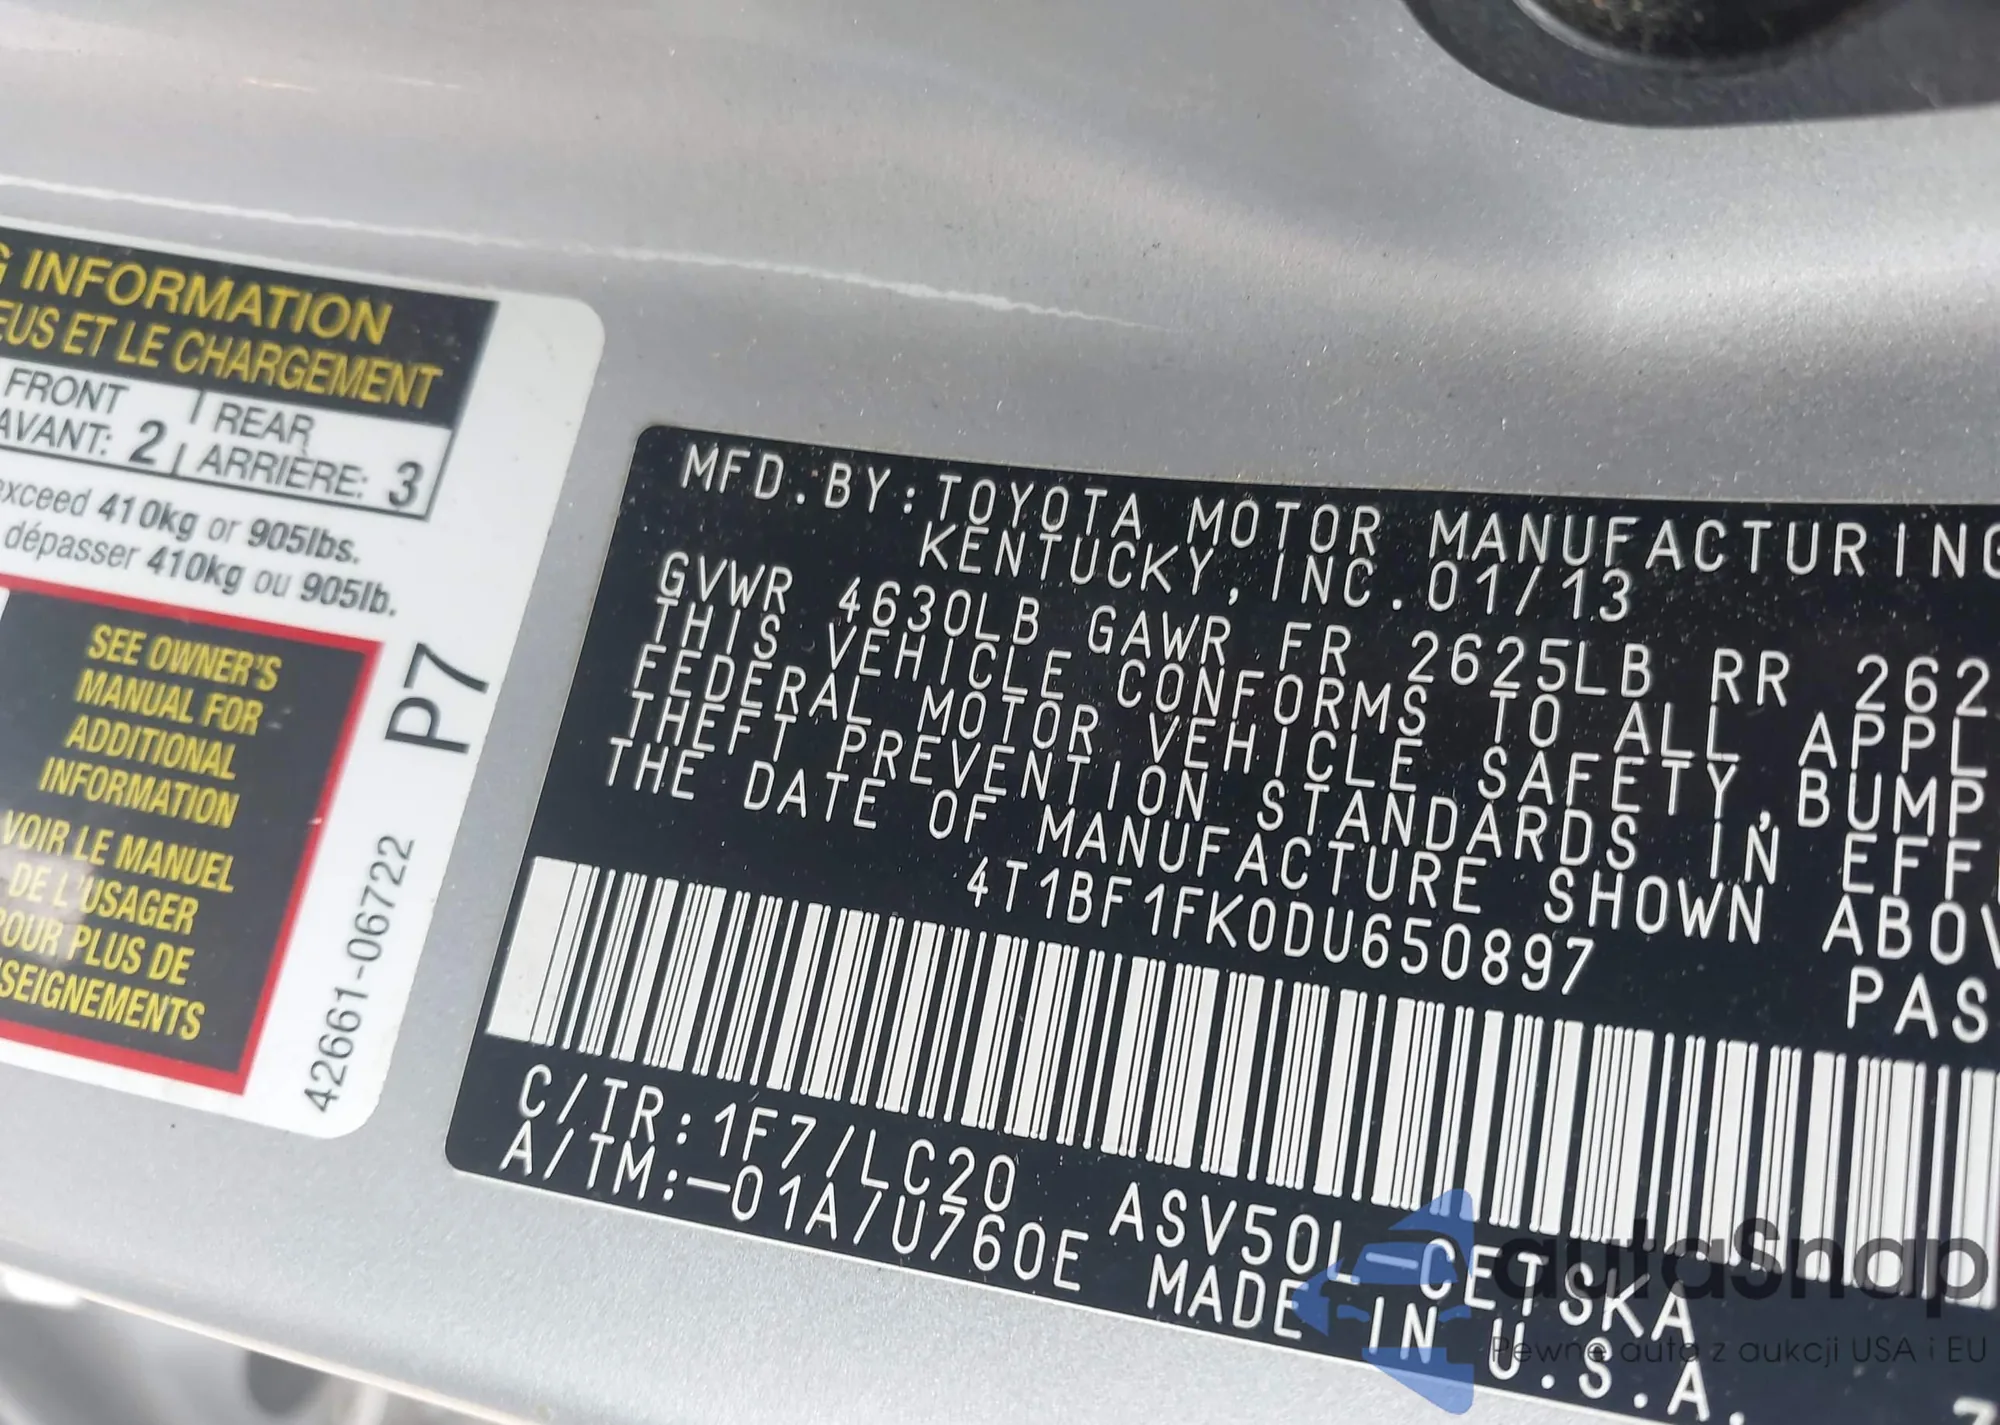 G INFORMATION
EUS ET LE CHARGEMENT
FRONT REAR
AVANT: 2 ARRIÈRE: 3
exceed 410kg or 905lbs.
dépasser 410kg ou 905lb.
SEE OWNER'S
MANUAL FOR
ADDITIONAL
INFORMATION
VOIR LE MANUEL
DE L'USAGER
POUR PLUS DE
SEIGNEMENTS
42661-06722
P7
MFD.BY:TOYOTA MOTOR MANUFACTURING
KENTUCKY,INC.01/13
GVWR 4630LB GAWR FR 2625LB RR 262
THIS VEHICLE CONFORMS TO ALL APPL
FEDERAL MOTOR VEHICLE SAFETY,BUMP
THEFT PREVENTION STANDARDS IN EFF
THE DATE OF MANUFACTURE SHOWN ABOV
4T1BF1FK0DU650897
PAS
C/TR:1F7/LC20 ASV50L-CETSKA
A/TM:-01A/U760E MADE IN U.S.A.
autaSnap
Pewne auta z aukcji USA i EU